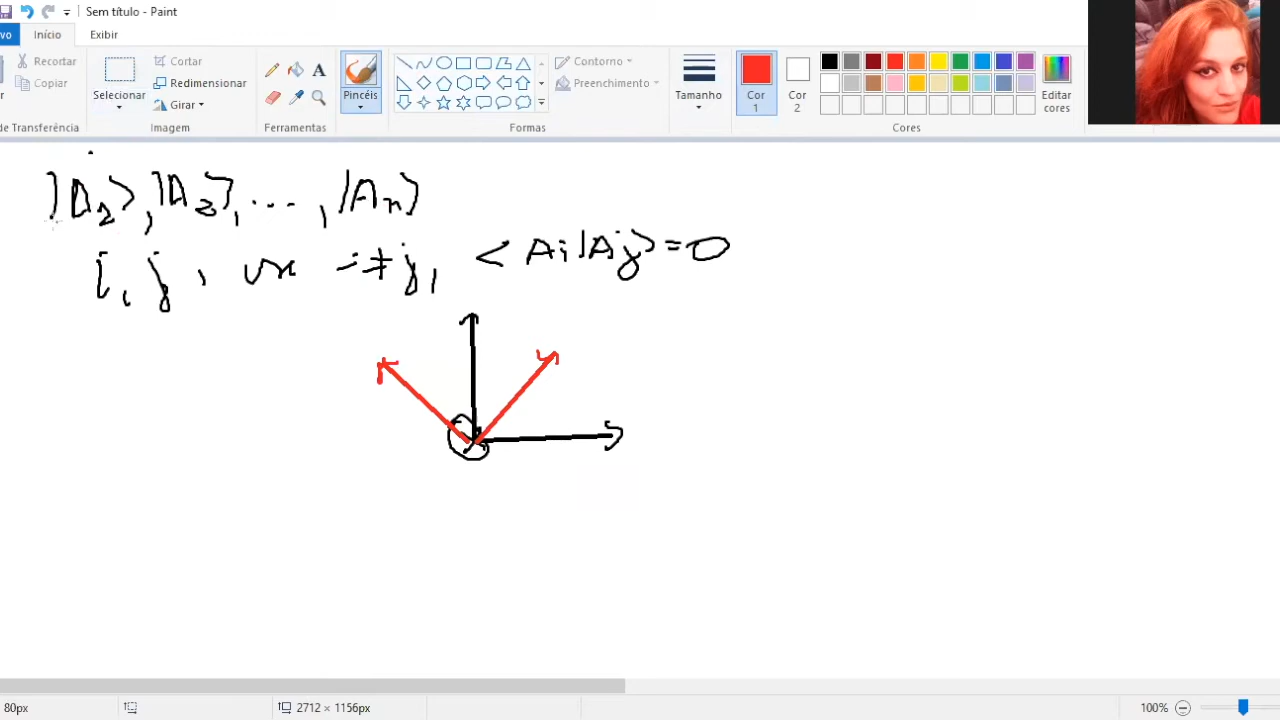 Sem título - Paint
vo Início Exibir
Recortar Cortar
Copiar Redimensionar
Selecionar Girar Pincéis Contorno Preenchimento Tamanho Cor 1 Cor 2 Editar cores
de Transferência Imagem Ferramentas Formas Cores
|A₂⟩, |A₃⟩, ..., |Aₙ⟩
i, j, i ≠ j, < Ai|Aj⟩ = 0
80px 2712 × 1156px 100%